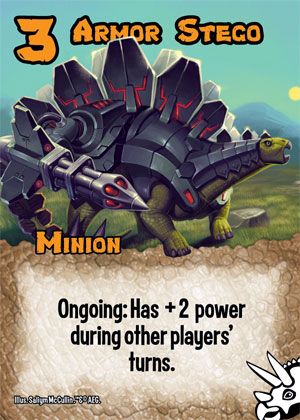 3 Armor Stego
Minion
Ongoing: Has +2 power
during other players'
turns.
Illus. Sallym McCullin, ©AEG.